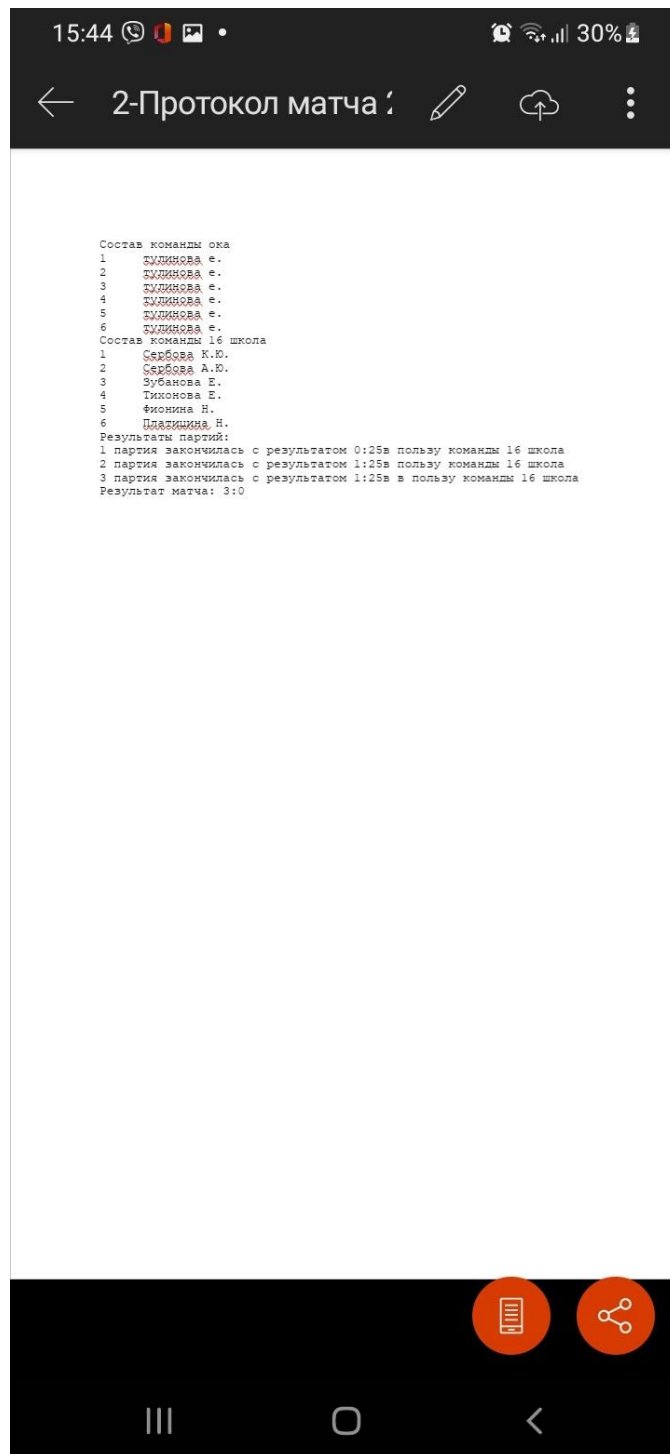 15:44 30%
2-Протокол матча 2
Состав команды ока
1 тулинова е.
2 тулинова е.
3 тулинова е.
4 тулинова е.
5 тулинова е.
6 тулинова е.
Состав команды 16 школа
1 Сербова К.Ю.
2 Сербова А.Ю.
3 Зубанова Е.
4 Тихонова Е.
5 Фионина Н.
6 Платицина Н.
Результаты партий:
1 партия закончилась с результатом 0:25в пользу команды 16 школа
2 партия закончилась с результатом 1:25в пользу команды 16 школа
3 партия закончилась с результатом 1:25в в пользу команды 16 школа
Результат матча: 3:0